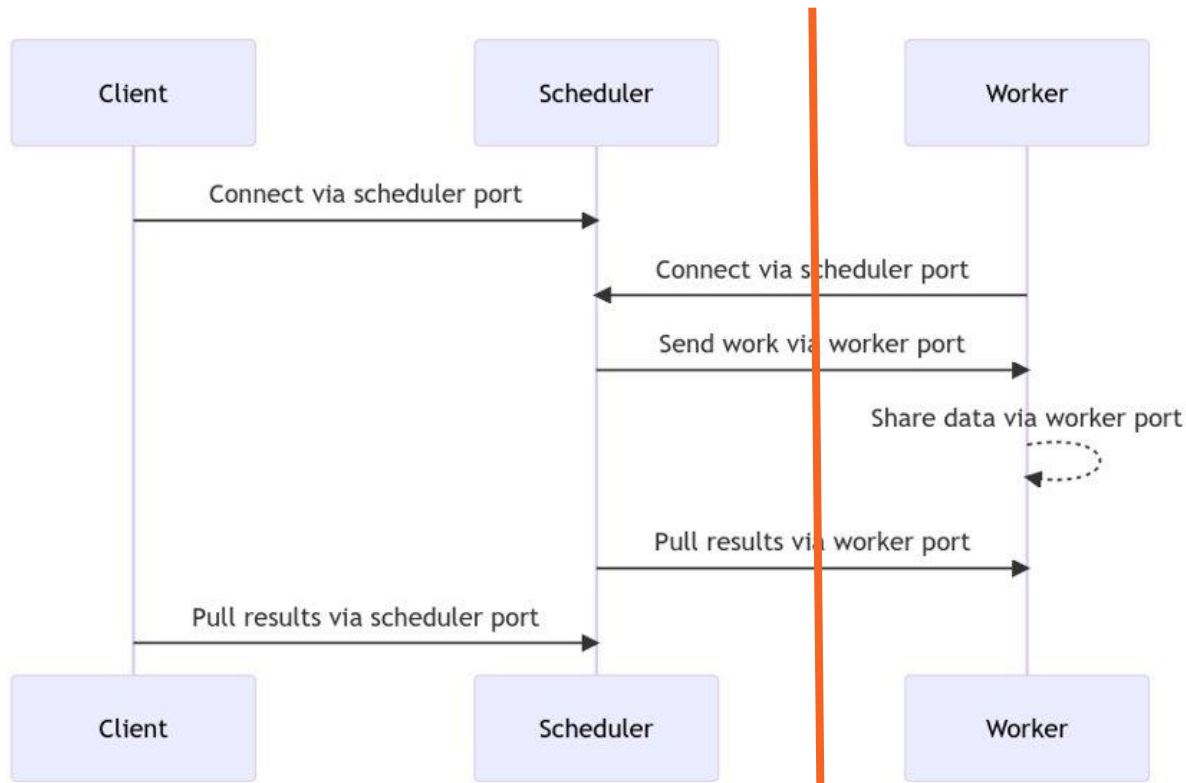 Client
Scheduler
Worker
Connect via scheduler port
Connect via scheduler port
Send work via worker port
Share data via worker port
Pull results via worker port
Pull results via scheduler port
Client
Scheduler
Worker